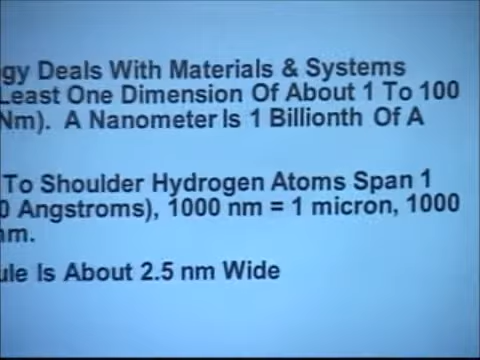 gy Deals With Materials & Systems
Least One Dimension Of About 1 To 100
Nm). A Nanometer Is 1 Billionth Of A
To Shoulder Hydrogen Atoms Span 1
0 Angstroms), 1000 nm = 1 micron, 1000
mm.
ule Is About 2.5 nm Wide